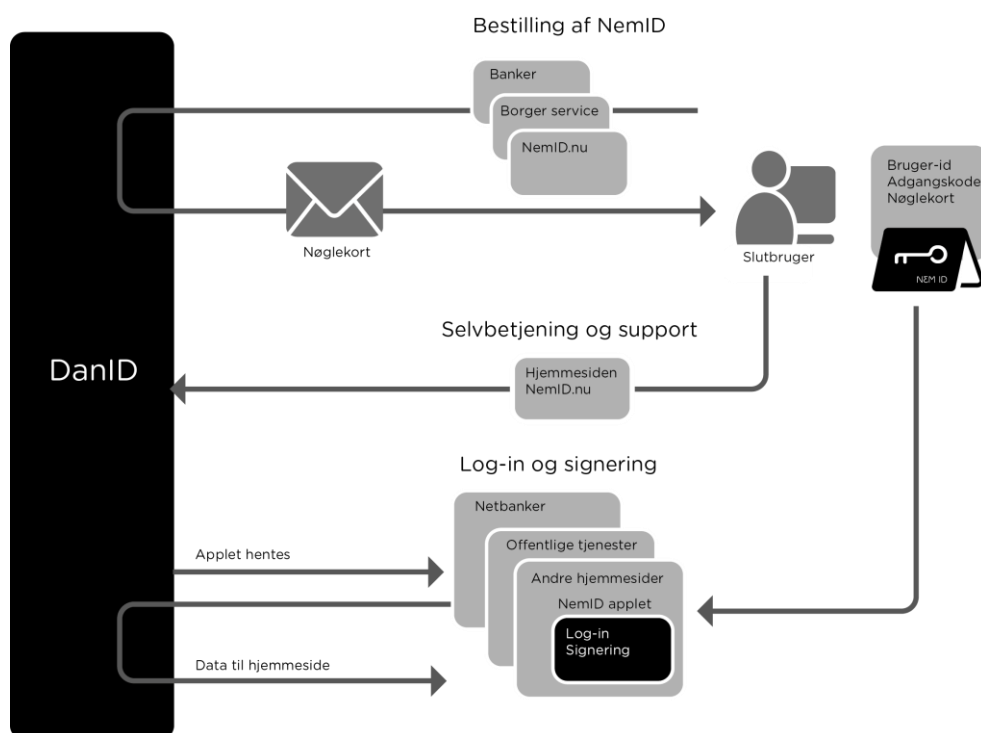 Bestilling af NemID
Banker
Borger service
NemID.nu
Nøglekort
Slutbruger
Bruger-id
Adgangskode
Nøglekort
NEM ID
Selvbetjening og support
Hjemmesiden
NemID.nu
DanID
Log-in og signering
Netbanker
Offentlige tjenester
Andre hjemmesider
NemID applet
Log-in
Signering
Applet hentes
Data til hjemmeside